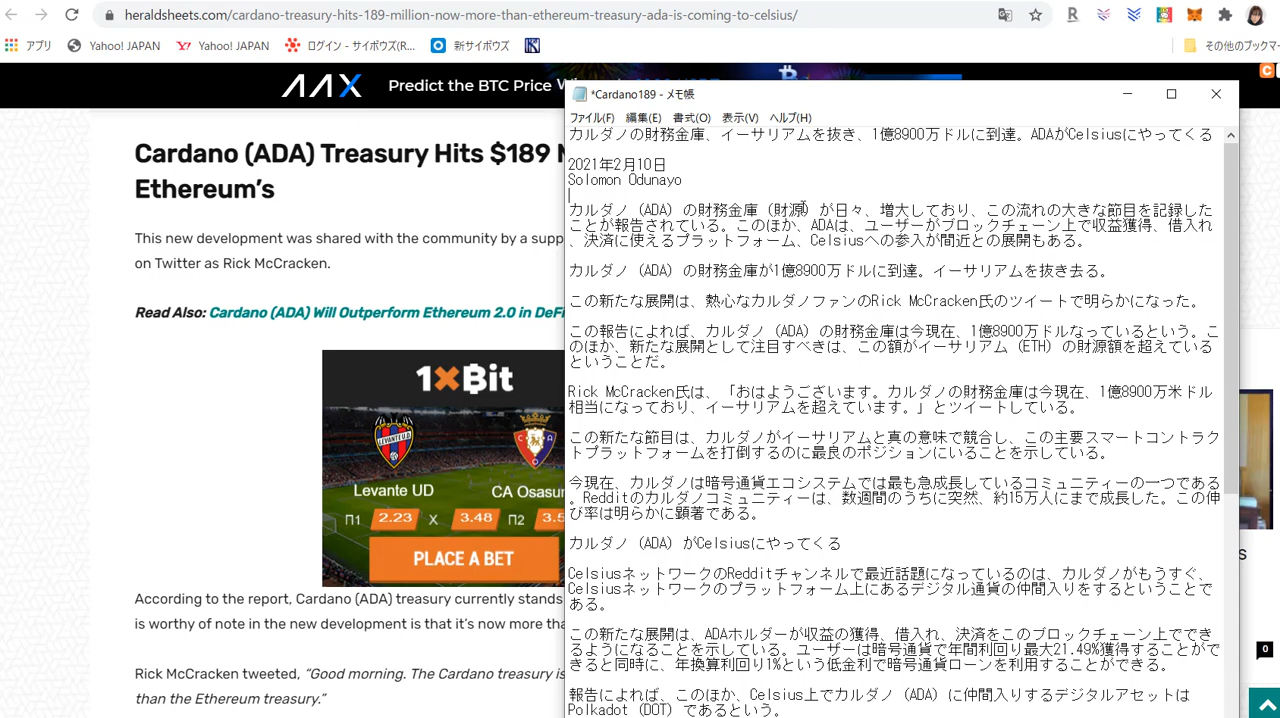 heraldsheets.com/cardano-treasury-hits-189-million-now-more-than-ethereum-treasury-ada-is-coming-to-celsius/
アプリ
Yahoo! JAPAN
Yahoo! JAPAN
ログイン - サイボウズ(R...
新サイボウズ
その他のブックマー
AAX
Predict the BTC Price
Cardano (ADA) Treasury Hits $189
Ethereum's
This new development was shared with the community by a supp
on Twitter as Rick McCracken.
Read Also: Cardano (ADA) Will Outperform Ethereum 2.0 in DeFi
1XBit
Levante UD
CA Osasun
П1 2.23 X 3.48 П2 3.5
PLACE A BET
According to the report, Cardano (ADA) treasury currently stands
is worthy of note in the new development is that it's now more tha
Rick McCracken tweeted, "Good morning. The Cardano treasury is
than the Ethereum treasury."
*Cardano189 - メモ帳
ファイル(F) 編集(E) 書式(O) 表示(V) ヘルプ(H)
カルダノの財務金庫、イーサリアムを抜き、1億8900万ドルに到達。ADAがCelsiusにやってくる
2021年2月10日
Solomon Odunayo
カルダノ（ADA）の財務金庫（財源）が日々、増大しており、この流れの大きな節目を記録した
ことが報告されている。このほか、ADAは、ユーザーがブロックチェーン上で収益獲得、借入れ
、決済に使えるプラットフォーム、Celsiusへの参入が間近との展開もある。
カルダノ（ADA）の財務金庫が1億8900万ドルに到達。イーサリアムを抜き去る。
この新たな展開は、熱心なカルダノファンのRick McCracken氏のツイートで明らかになった。
この報告によれば、カルダノ（ADA）の財務金庫は今現在、1億8900万ドルなっているという。こ
のほか、新たな展開として注目すべきは、この額がイーサリアム（ETH）の財源額を超えている
ということだ。
Rick McCracken氏は、「おはようございます。カルダノの財務金庫は今現在、1億8900万米ドル
相当になっており、イーサリアムを超えています。」とツイートしている。
この新たな節目は、カルダノがイーサリアムと真の意味で競合し、この主要スマートコントラク
トプラットフォームを打倒するのに最良のポジションにいることを示している。
今現在、カルダノは暗号通貨エコシステムでは最も急成長しているコミュニティーの一つである
。Redditのカルダノコミュニティーは、数週間のうちに突然、約15万人にまで成長した。この伸
び率は明らかに顕著である。
カルダノ（ADA）がCelsiusにやってくる
CelsiusネットワークのRedditチャンネルで最近話題になっているのは、カルダノがもうすぐ、
Celsiusネットワークのプラットフォーム上にあるデジタル通貨の仲間入りをするということで
ある。
この新たな展開は、ADAホルダーが収益の獲得、借入れ、決済をこのブロックチェーン上ででき
るようになることを示している。ユーザーは暗号通貨で年間利回り最大21.49%獲得することがで
きると同時に、年換算利回り1%という低金利で暗号通貨ローンを利用することができる。
報告によれば、このほか、Celsius上でカルダノ（ADA）に仲間入りするデジタルアセットは
Polkadot（DOT）であるという。
0